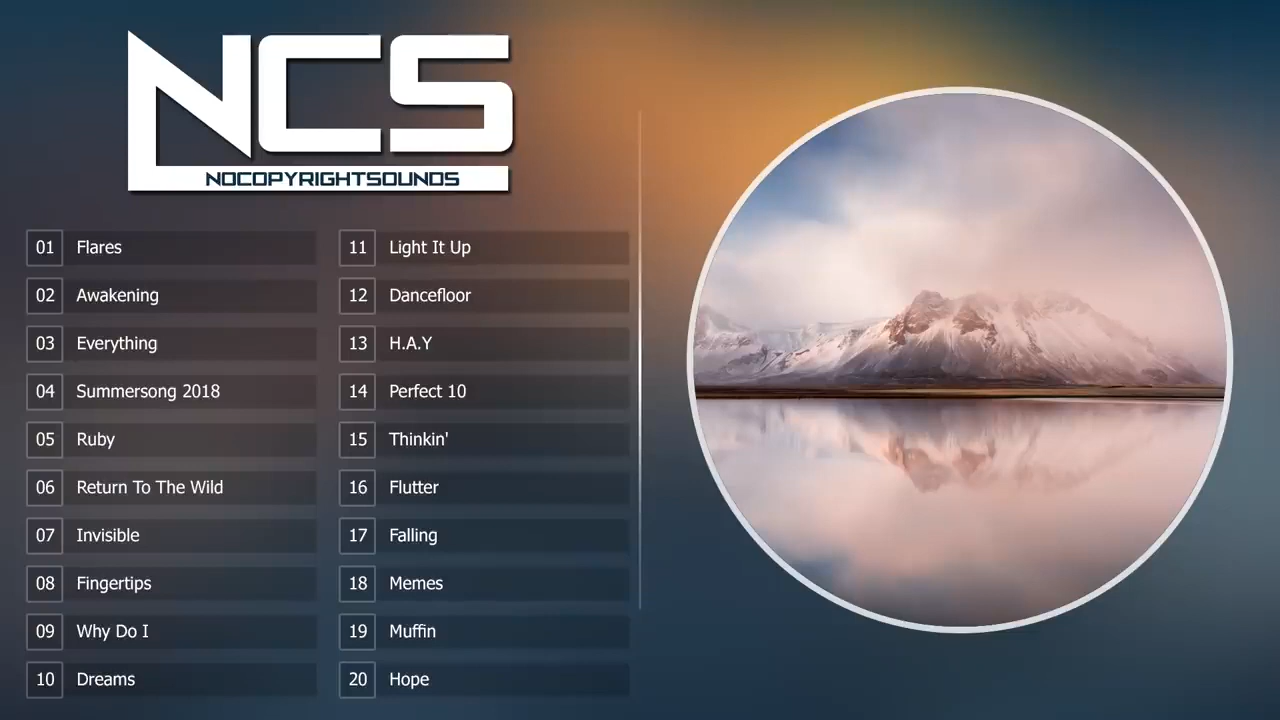 NCS
NOCOPYRIGHTSOUNDS
01 Flares
02 Awakening
03 Everything
04 Summersong 2018
05 Ruby
06 Return To The Wild
07 Invisible
08 Fingertips
09 Why Do I
10 Dreams
11 Light It Up
12 Dancefloor
13 H.A.Y
14 Perfect 10
15 Thinkin'
16 Flutter
17 Falling
18 Memes
19 Muffin
20 Hope